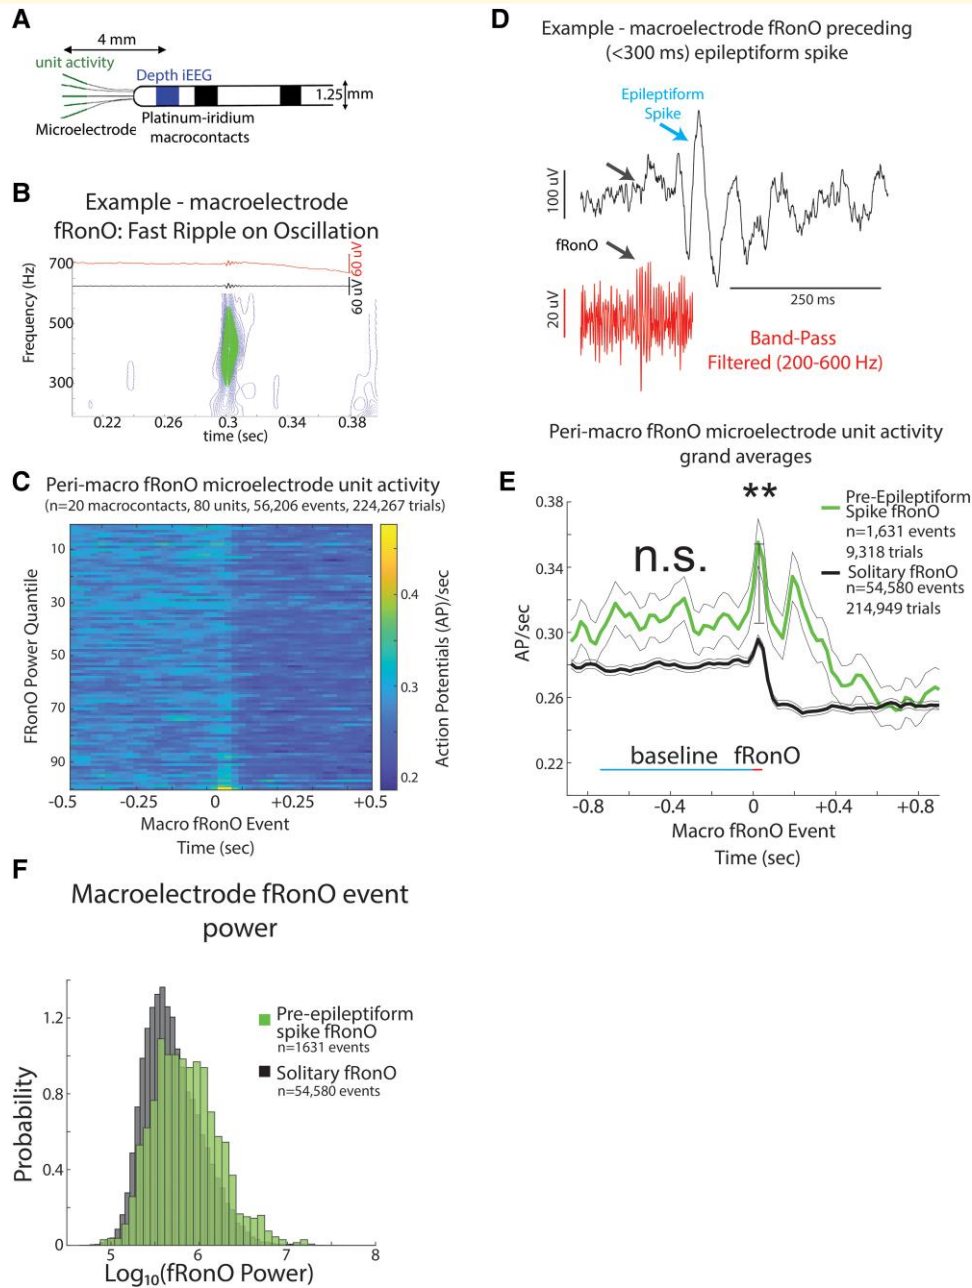 A
4 mm
unit activity
Depth iEEG
1.25 mm
Microelectrode
Platinum-iridium
macrocontacts
B
Example - macroelectrode
fRonO: Fast Ripple on Oscillation
Frequency (Hz)
700
500
300
60 uV
60 uV
0.22
0.26
0.3
0.34
0.38
time (sec)
C
Peri-macro fRonO microelectrode unit activity
(n=20 macrocontacts, 80 units, 56,206 events, 224,267 trials)
FRonO Power Quantile
10
30
50
70
90
-0.5
-0.25
0
+0.25
+0.5
Macro fRonO Event
Time (sec)
0.4
0.3
0.2
Action Potentials (AP)/sec
D
Example - macroelectrode fRonO preceding
(<300 ms) epileptiform spike
Epileptiform
Spike
100 uV
fRonO
250 ms
20 uV
Band-Pass
Filtered (200-600 Hz)
Peri-macro fRonO microelectrode unit activity
grand averages
E
**
n.s.
Pre-Epileptiform
Spike fRonO
n=1,631 events
9,318 trials
Solitary fRonO
n=54,580 events
214,949 trials
AP/sec
0.38
0.34
0.30
0.26
0.22
baseline fRonO
-0.8
-0.4
0
+0.4
+0.8
Macro fRonO Event
Time (sec)
F
Macroelectrode fRonO event
power
Pre-epileptiform
spike fRonO
n=1631 events
Solitary fRonO
n=54,580 events
Probability
1.2
0.8
0.4
0
5
6
7
8
Log₁₀(fRonO Power)